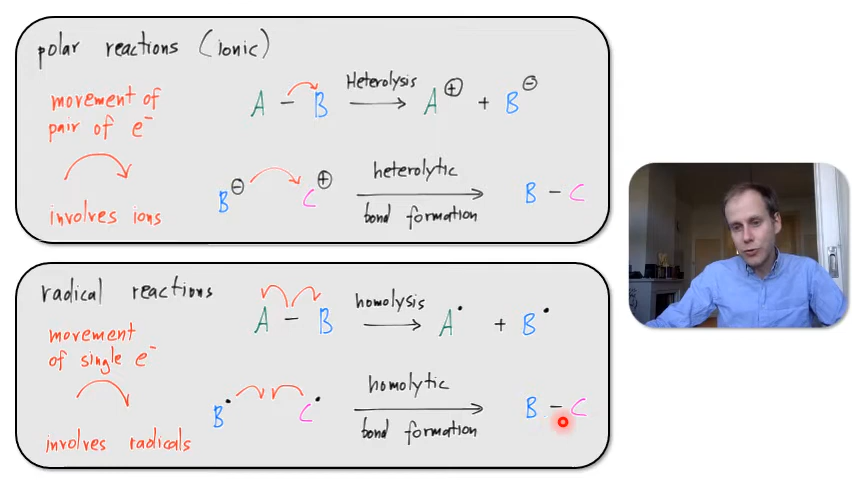 polar reactions (ionic)
movement of
pair of e⁻
involves ions
A – B Heterolysis A⊕ + B⊖
B⊖ C⊕ heterolytic bond formation B – C
radical reactions
movement
of single e⁻
involves radicals
A – B homolysis A• + B•
B• C• homolytic bond formation B – C